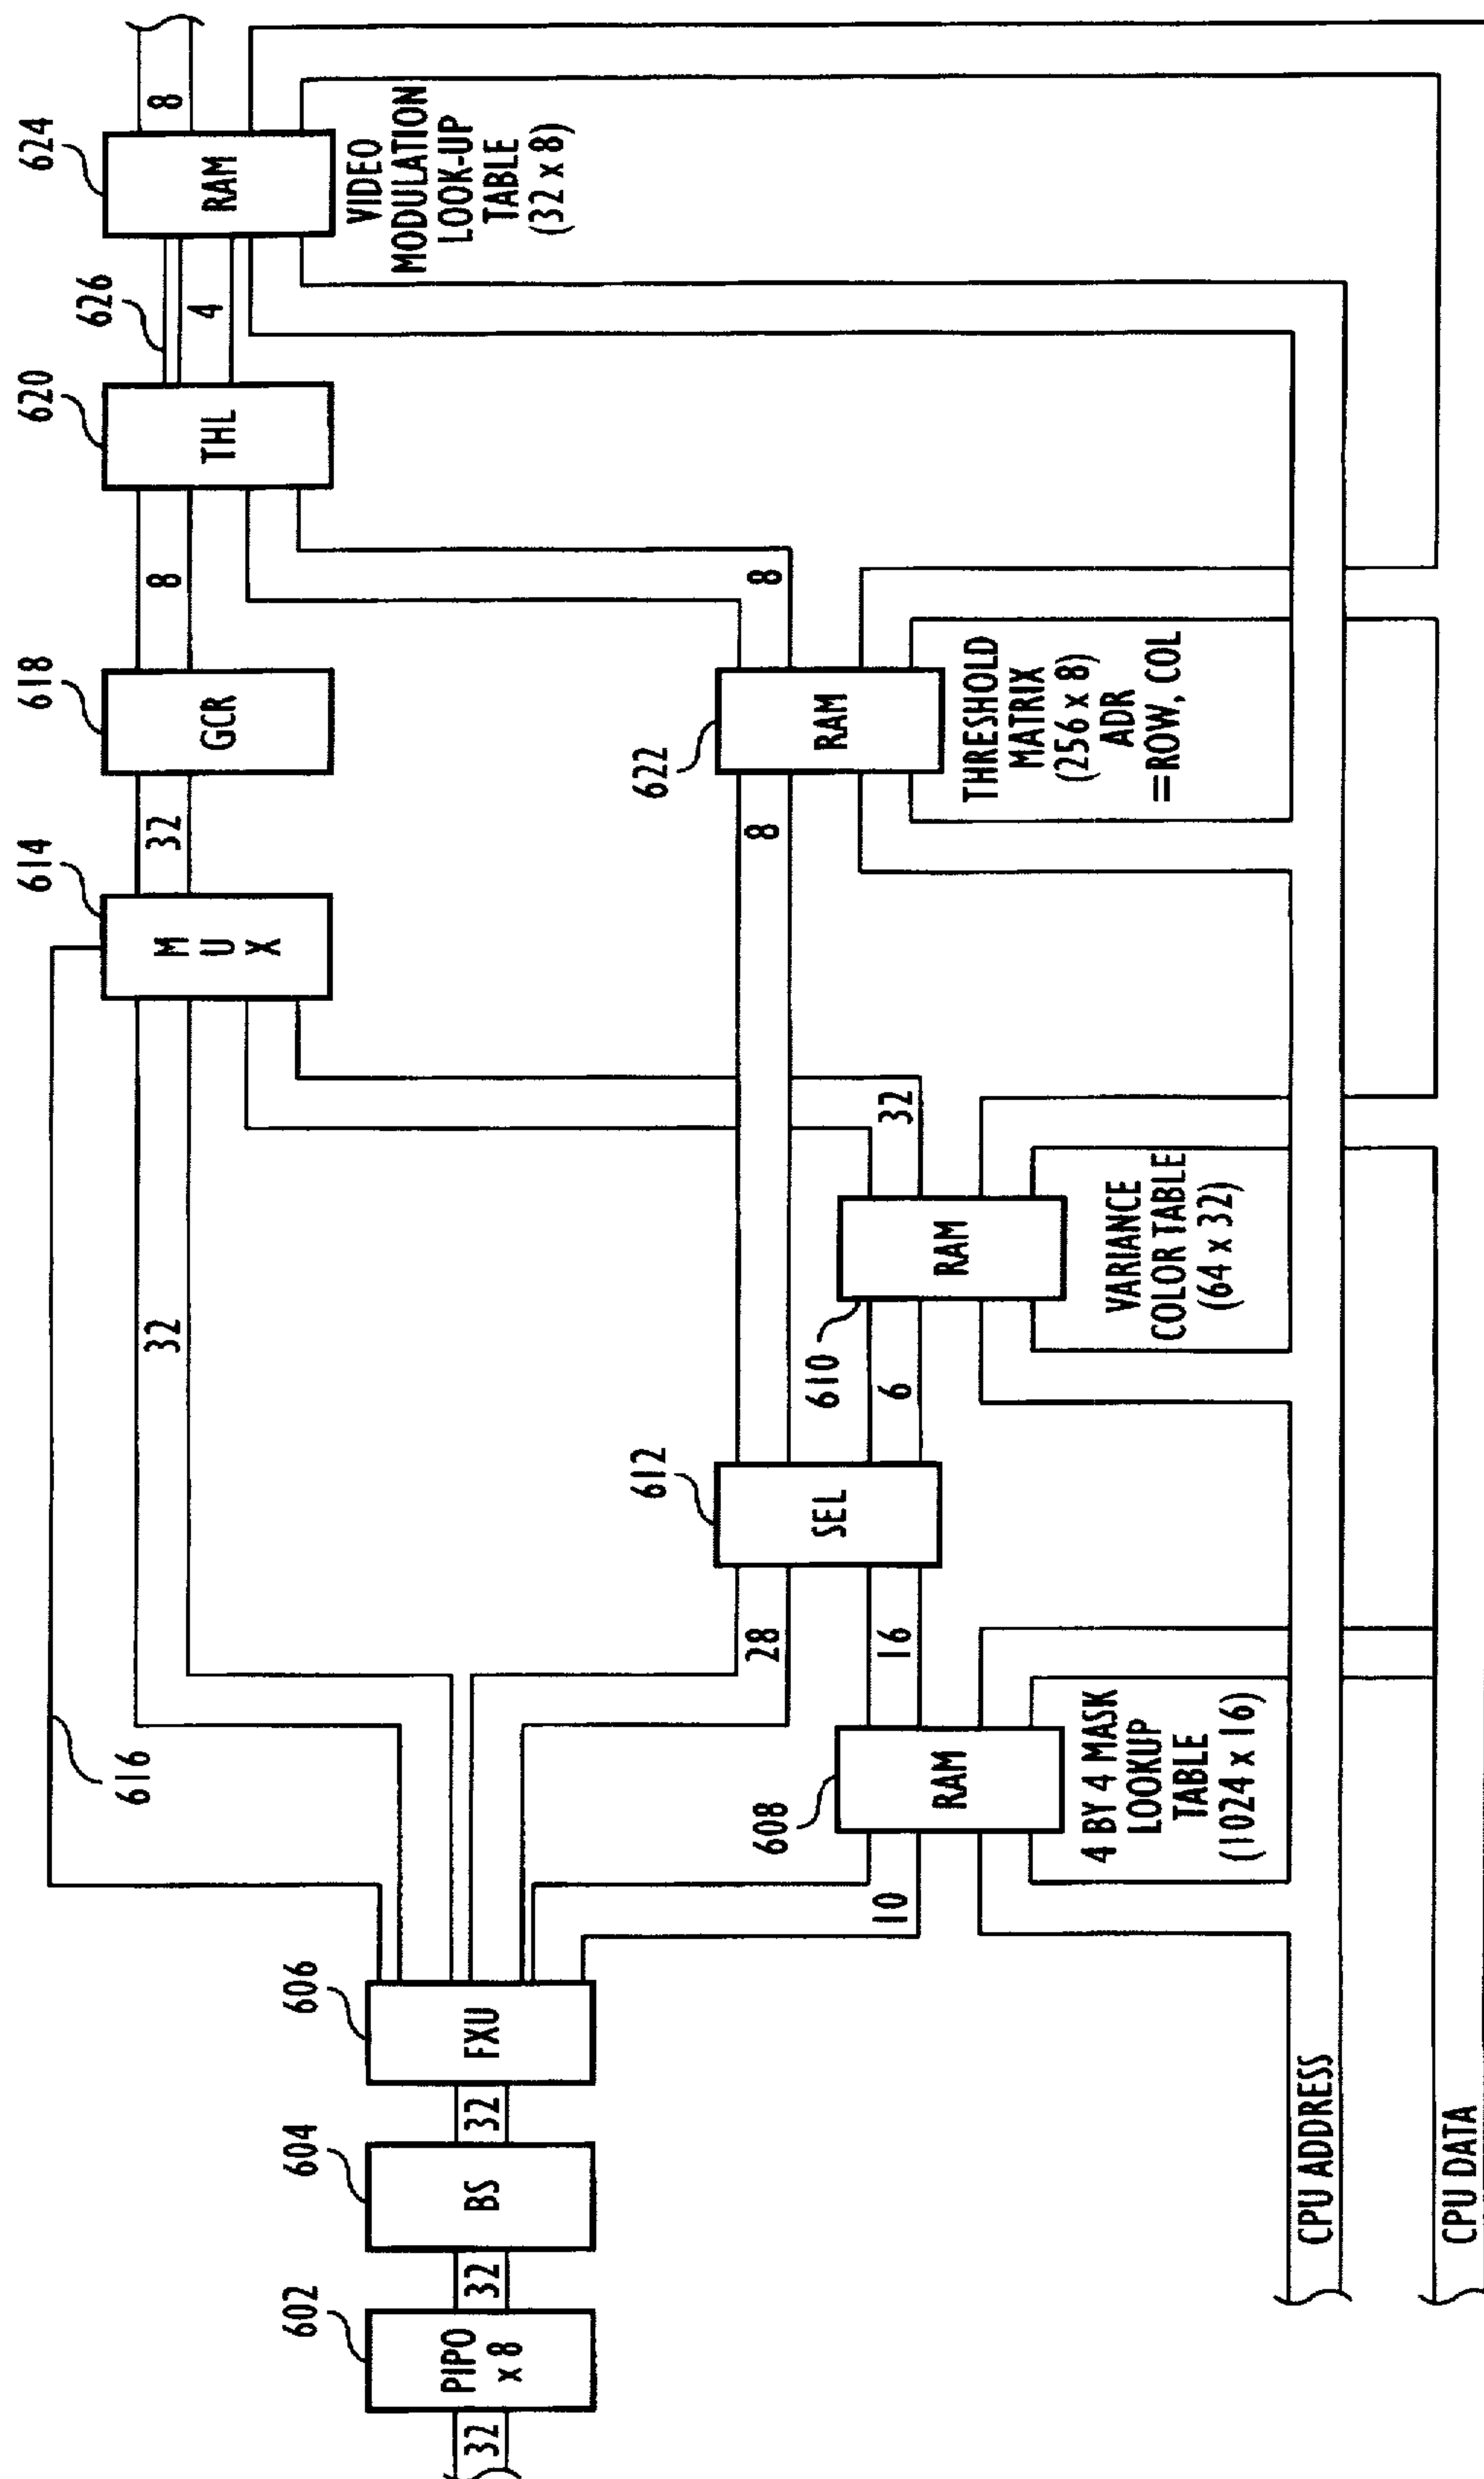 602
PIPO
x 8
32
32
604
BS
32
606
FXU
616
32
28
10
608
RAM
4 BY 4 MASK
LOOKUP
TABLE
(1024 x 16)
16
612
SEL
610
6
RAM
VARIANCE
COLOR TABLE
(64 x 32)
32
8
614
M
U
X
32
618
GCR
8
622
RAM
THRESHOLD
MATRIX
(256 x 8)
ADR
=ROW, COL
8
620
THL
626
4
624
RAM
8
VIDEO
MODULATION
LOOK-UP
TABLE
(32 x 8)
CPU ADDRESS
CPU DATA